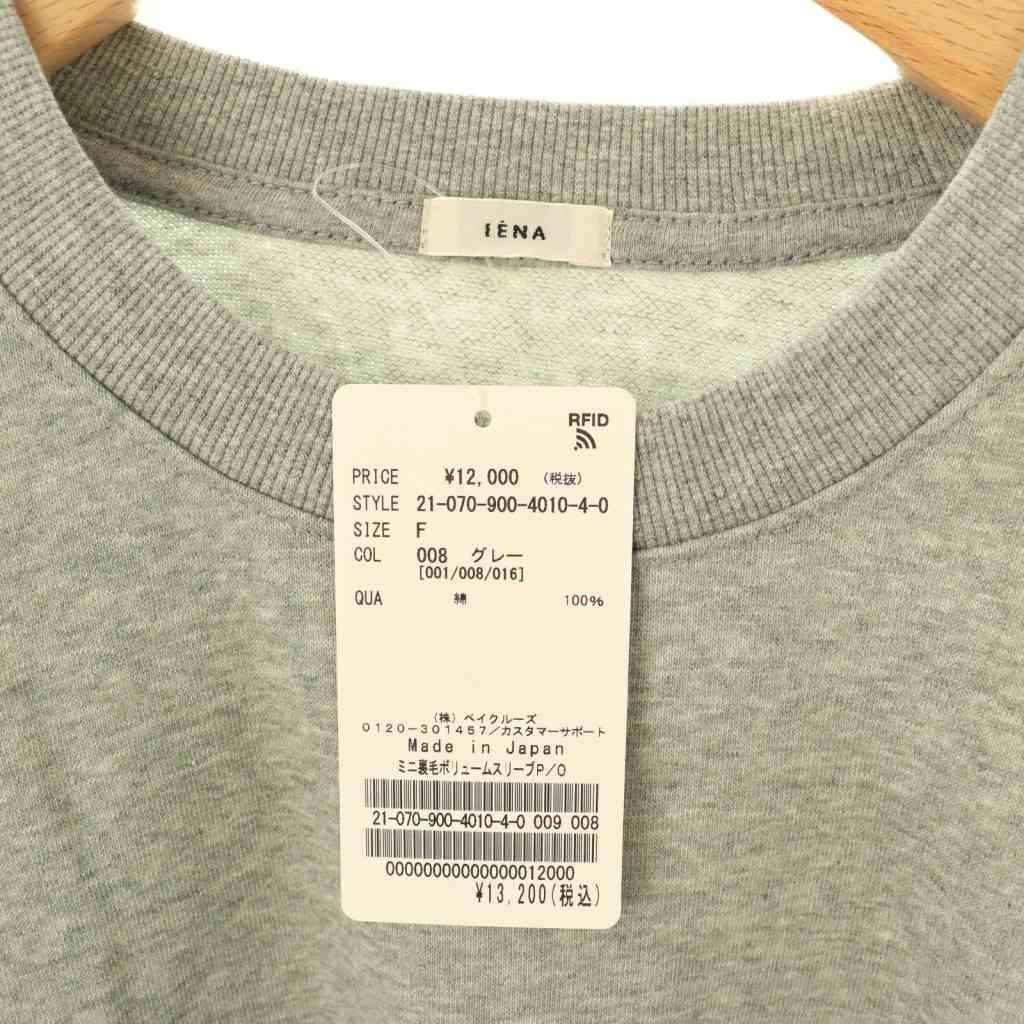 IÉNA
RFID
PRICE ¥12,000 (税抜)
STYLE 21-070-900-4010-4-0
SIZE F
COL 008 グレー
[001/008/016]
QUA 綿 100%
(株)ベイクルーズ
0120-301457/カスタマーサポート
Made in Japan
ミニ裏毛ボリュームスリーブP/O
21-070-900-4010-4-0 009 008
00000000000000012000
¥13,200(税込)